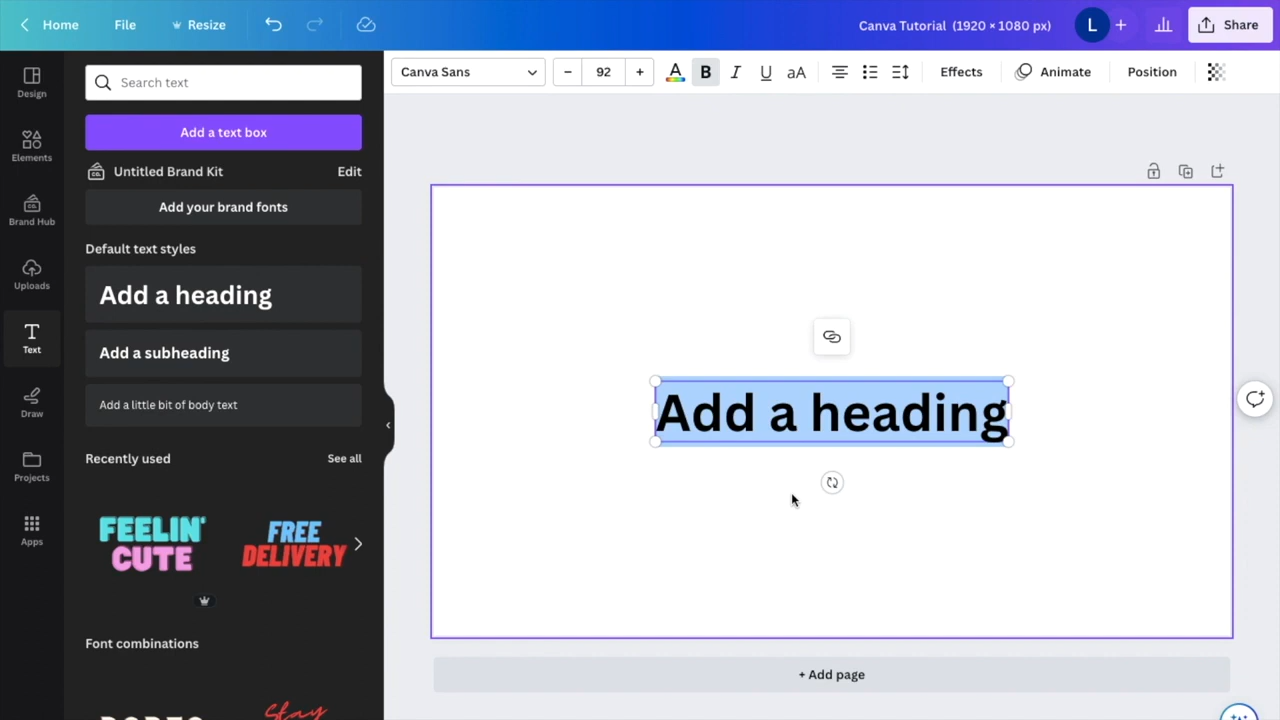 Home File Resize Canva Tutorial (1920 × 1080 px) L + Share
Design
Elements
Brand Hub
Uploads
Text
Draw
Projects
Apps
Search text
Add a text box
Untitled Brand Kit Edit
Add your brand fonts
Default text styles
Add a heading
Add a subheading
Add a little bit of body text
Recently used See all
FEELIN' CUTE
FREE DELIVERY
Font combinations
Stay
Canva Sans − 92 + A B I U aA Effects Animate Position
Add a heading
+ Add page